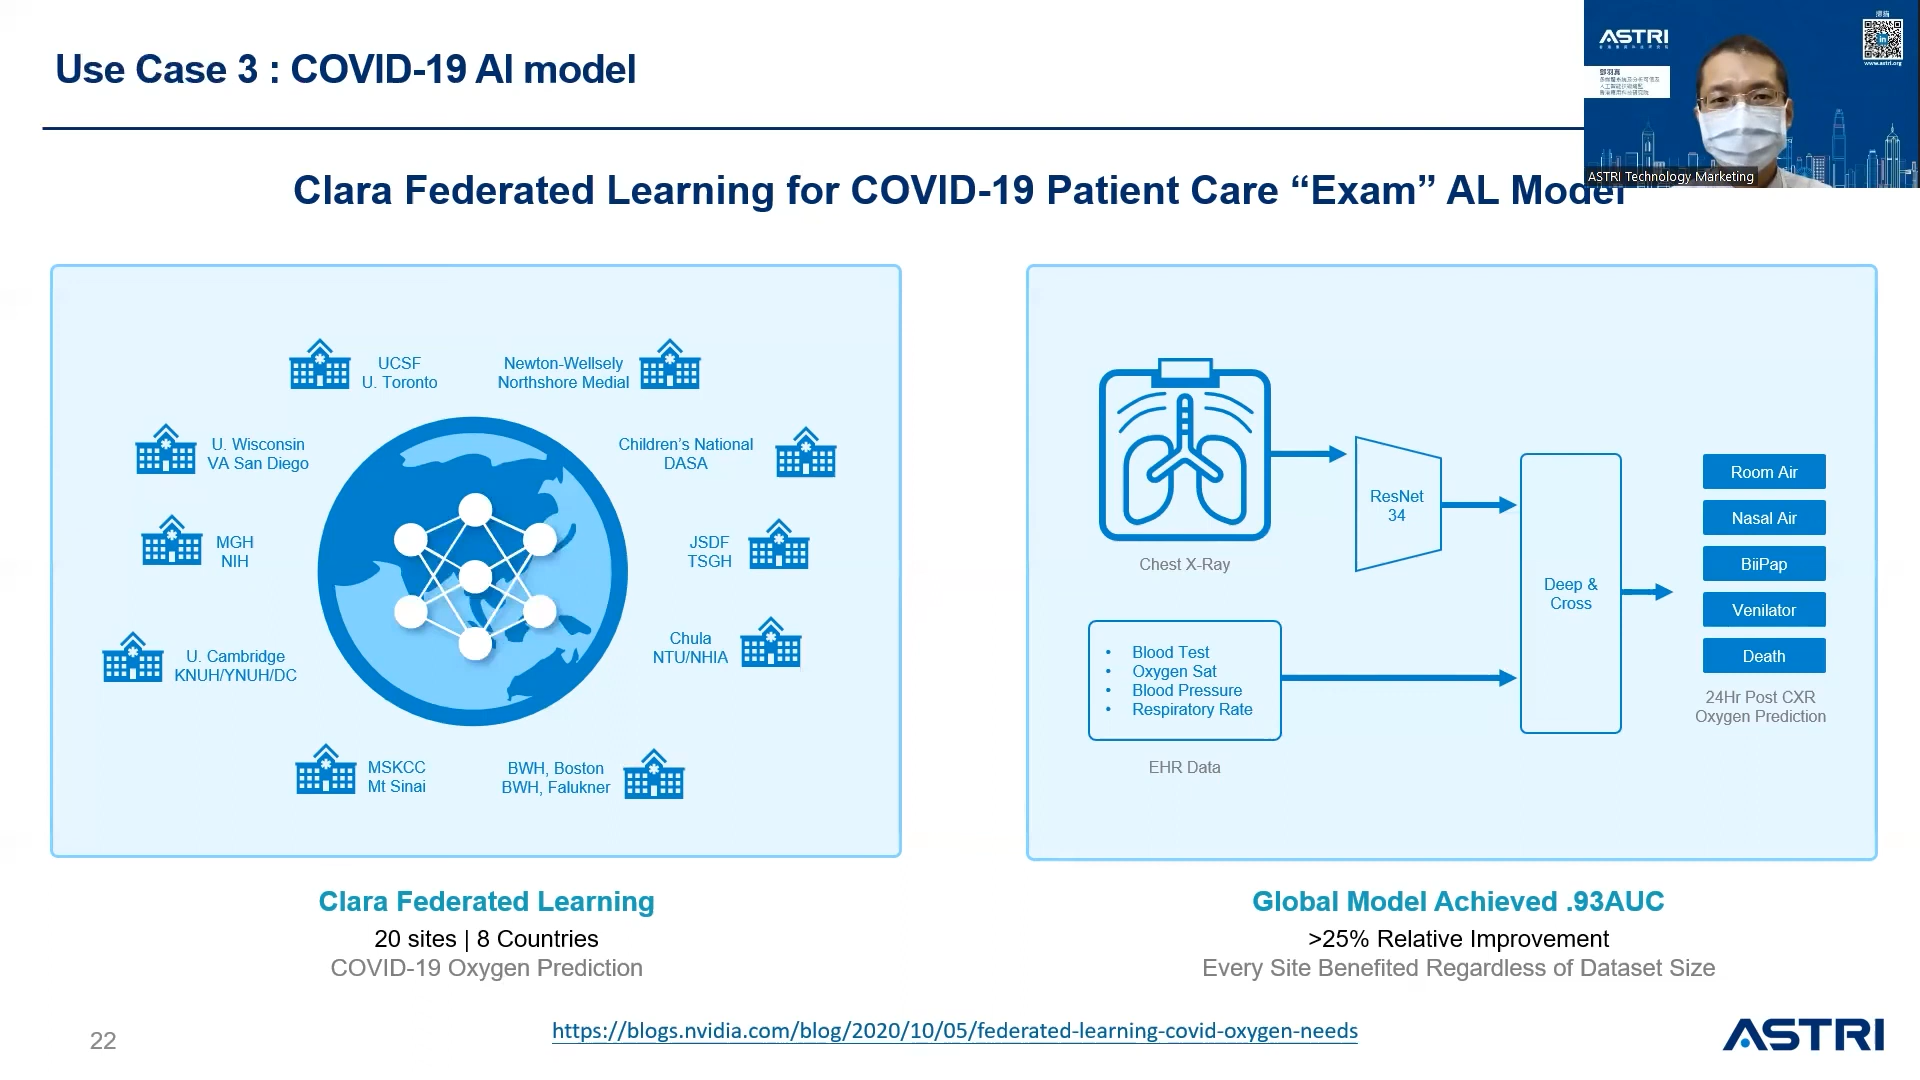 Use Case 3 : COVID-19 AI model
ASTRI
www.astri.org
ASTRI Technology Marketing
Clara Federated Learning for COVID-19 Patient Care “Exam” AL Model
UCSF
U. Toronto
Newton-Wellsely
Northshore Medial
U. Wisconsin
VA San Diego
Children’s National
DASA
MGH
NIH
JSDF
TSGH
U. Cambridge
KNUH/YNUH/DC
Chula
NTU/NHIA
MSKCC
Mt Sinai
BWH, Boston
BWH, Falukner
Chest X-Ray
ResNet
34
• Blood Test
• Oxygen Sat
• Blood Pressure
• Respiratory Rate
EHR Data
Deep &
Cross
Room Air
Nasal Air
BiiPap
Venilator
Death
24Hr Post CXR
Oxygen Prediction
Clara Federated Learning
20 sites | 8 Countries
COVID-19 Oxygen Prediction
Global Model Achieved .93AUC
>25% Relative Improvement
Every Site Benefited Regardless of Dataset Size
22
https://blogs.nvidia.com/blog/2020/10/05/federated-learning-covid-oxygen-needs
ASTRI